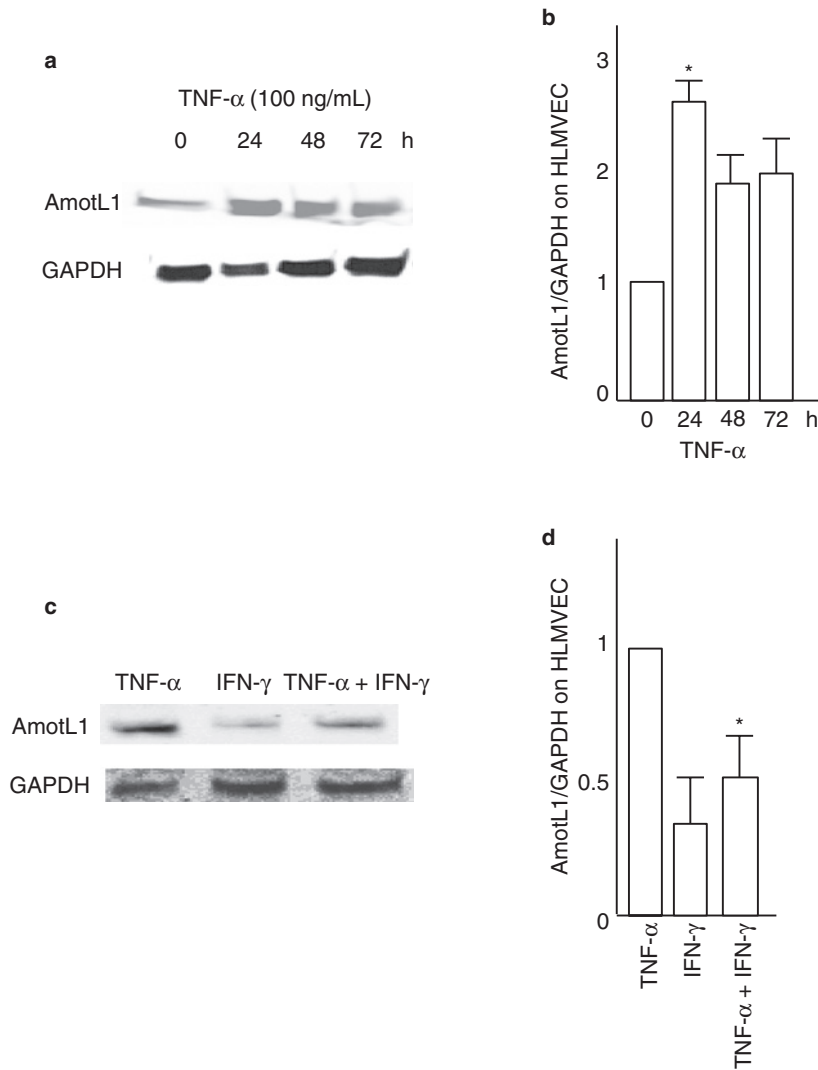 a
TNF-α (100 ng/mL)
0 24 48 72 h
AmotL1
GAPDH
b
AmotL1/GAPDH on HLMVEC
3
*
2
1
0
0 24 48 72 h
TNF-α
c
TNF-α IFN-γ TNF-α + IFN-γ
AmotL1
GAPDH
d
AmotL1/GAPDH on HLMVEC
1
*
0.5
0
TNF-α
IFN-γ
TNF-α + IFN-γ